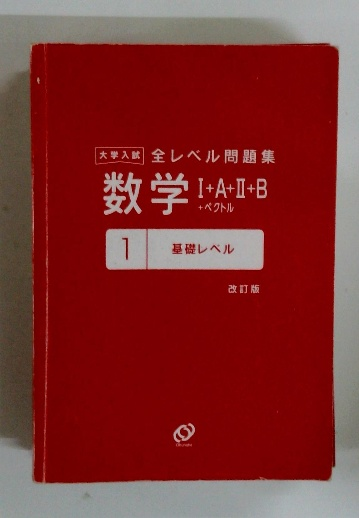 大学入試 全レベル問題集
数学 I+A+II+B
+ベクトル
1 基礎レベル
改訂版
Obunsha